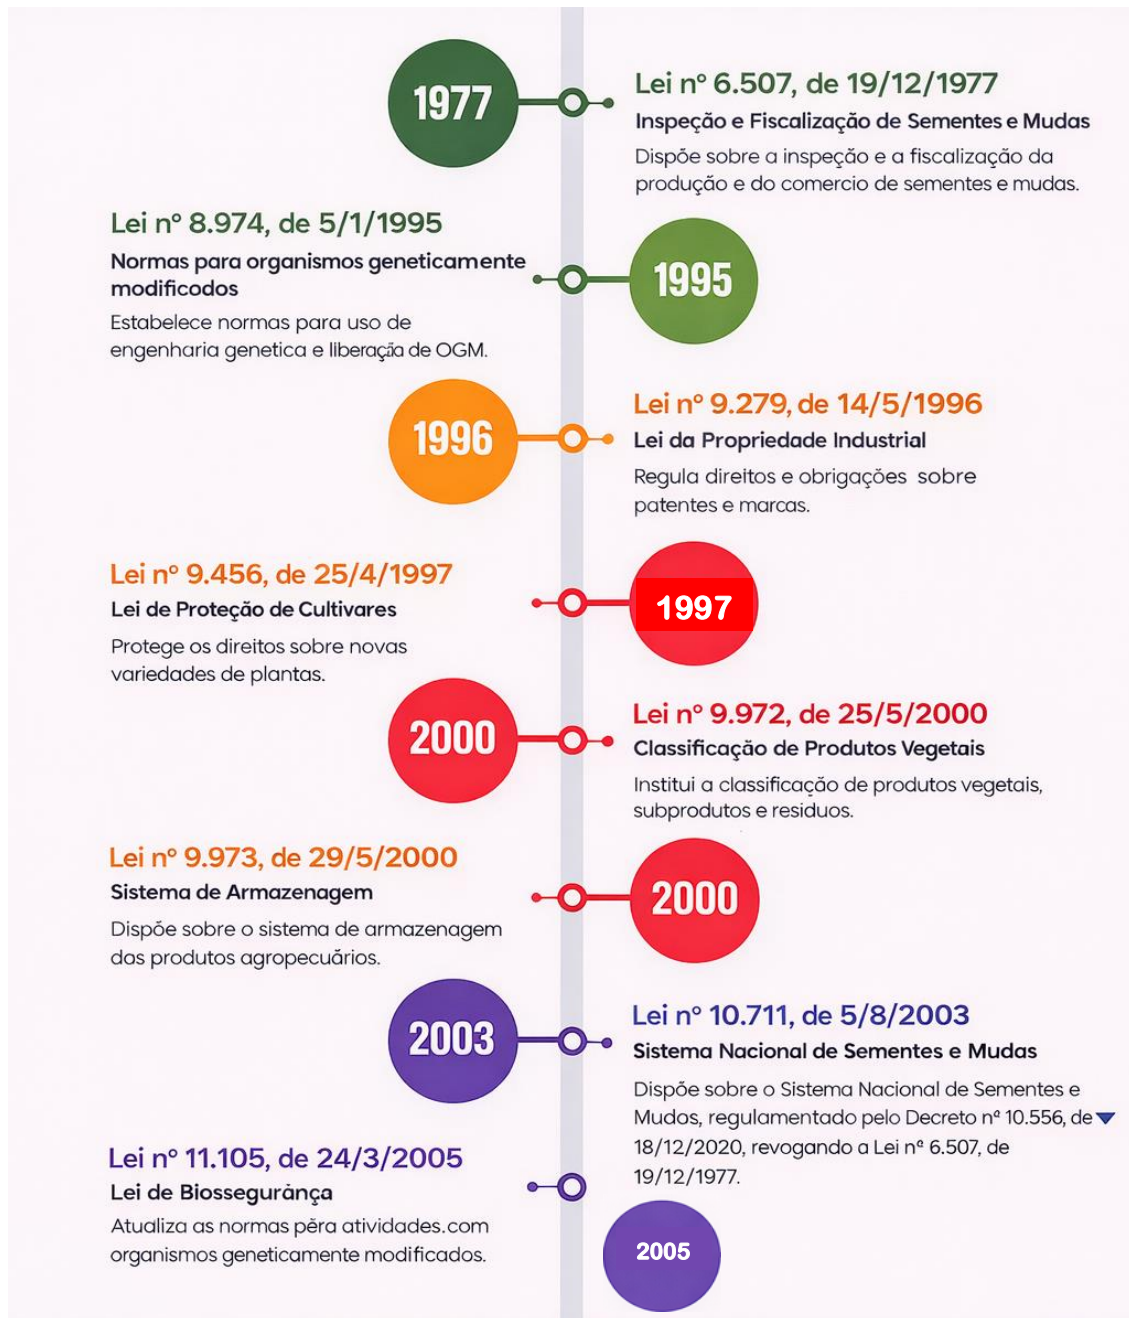 1977
Lei nº 6.507, de 19/12/1977
Inspeção e Fiscalização de Sementes e Mudas
Dispõe sobre a inspeção e a fiscalização da
produção e do comercio de sementes e mudas.
Lei nº 8.974, de 5/1/1995
Normas para organismos geneticamente
modificodos
Estabelece normas para uso de
engenharia genetica e liberação de OGM.
1995
1996
Lei nº 9.279, de 14/5/1996
Lei da Propriedade Industrial
Regula direitos e obrigações sobre
patentes e marcas.
Lei nº 9.456, de 25/4/1997
Lei de Proteção de Cultivares
Protege os direitos sobre novas
variedades de plantas.
1997
2000
Lei nº 9.972, de 25/5/2000
Classificação de Produtos Vegetais
Institui a classificação de produtos vegetais,
subprodutos e residuos.
Lei nº 9.973, de 29/5/2000
Sistema de Armazenagem
Dispõe sobre o sistema de armazenagem
dos produtos agropecuários.
2000
2003
Lei nº 10.711, de 5/8/2003
Sistema Nacional de Sementes e Mudas
Dispõe sobre o Sistema Nacional de Sementes e
Mudos, regulamentado pelo Decreto nº 10.556, de
18/12/2020, revogando a Lei nº 6.507, de
19/12/1977.
Lei nº 11.105, de 24/3/2005
Lei de Biossegurànça
Atualiza as normas pěra atividades.com
organismos geneticamente modificados.
2005